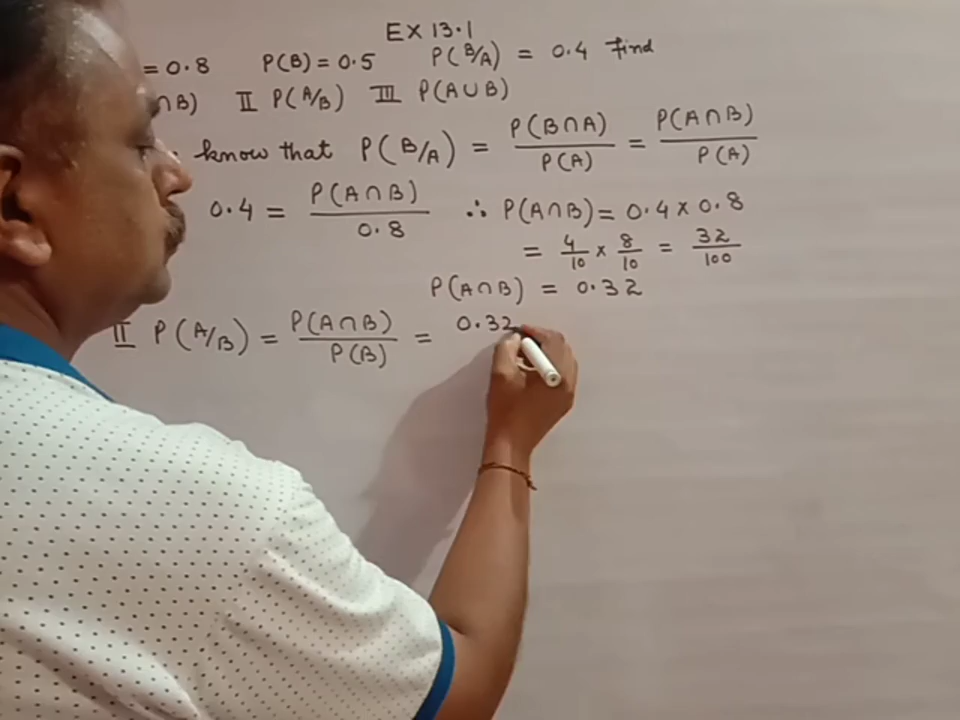 EX 13.1
= 0.8 P(B) = 0.5 P(B/A) = 0.4 find
∩B) II P(A/B) III P(A∪B)
know that P(B/A) = P(B∩A)/P(A) = P(A∩B)/P(A)
0.4 = P(A∩B)/0.8 ∴ P(A∩B) = 0.4 × 0.8
= 4/10 × 8/10 = 32/100
P(A∩B) = 0.32
II P(A/B) = P(A∩B)/P(B) = 0.32